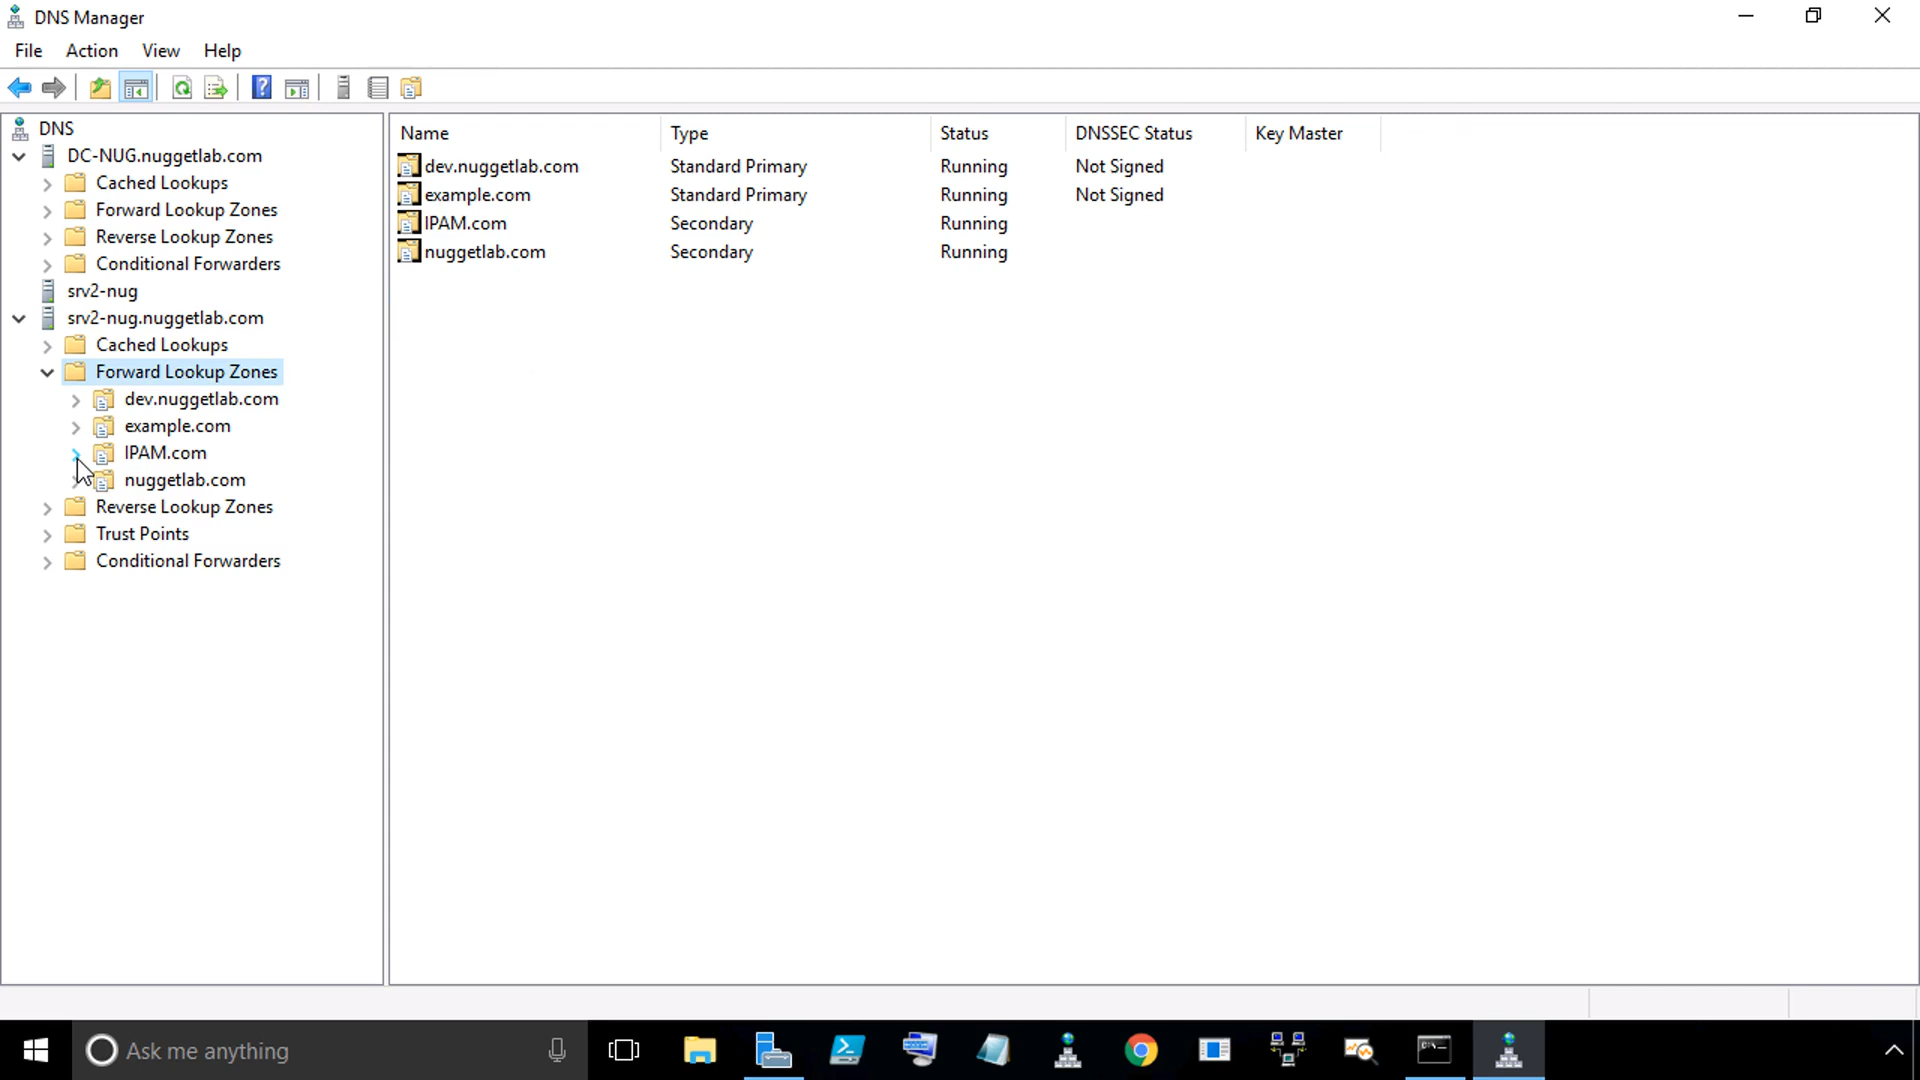 DNS Manager
File Action View Help
DNS
DC-NUG.nuggetlab.com
Cached Lookups
Forward Lookup Zones
Reverse Lookup Zones
Conditional Forwarders
srv2-nug
srv2-nug.nuggetlab.com
Cached Lookups
Forward Lookup Zones
dev.nuggetlab.com
example.com
IPAM.com
nuggetlab.com
Reverse Lookup Zones
Trust Points
Conditional Forwarders
Name Type Status DNSSEC Status Key Master
dev.nuggetlab.com Standard Primary Running Not Signed
example.com Standard Primary Running Not Signed
IPAM.com Secondary Running
nuggetlab.com Secondary Running
Ask me anything